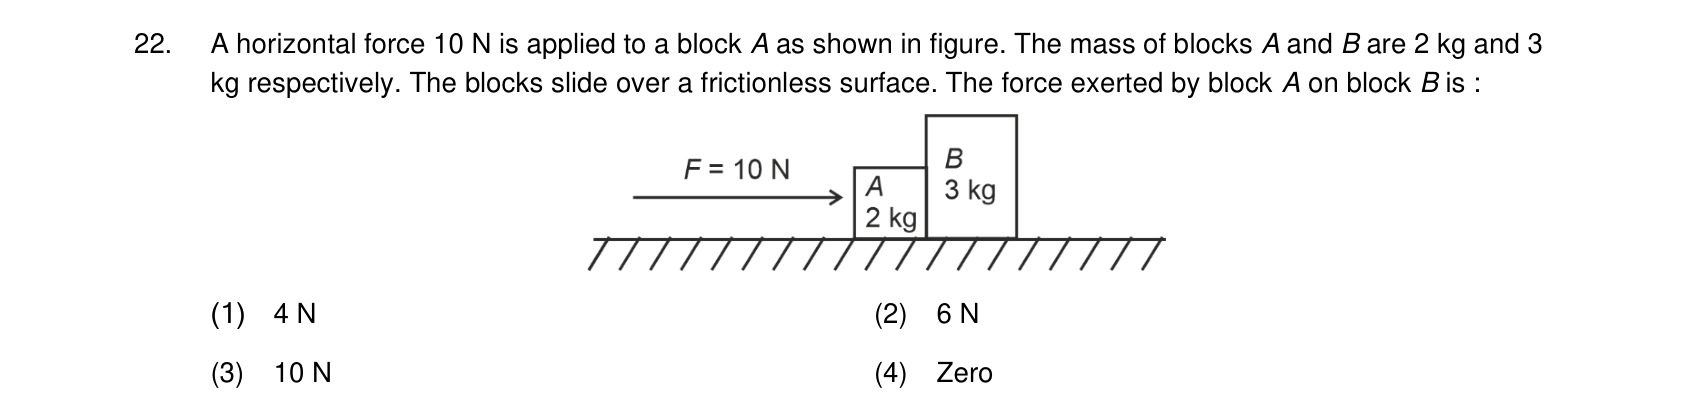 22. A horizontal force 10 N is applied to a block A as shown in figure. The mass of blocks A and B are 2 kg and 3
kg respectively. The blocks slide over a frictionless surface. The force exerted by block A on block B is :
F = 10 N
A
2 kg
B
3 kg
(1) 4 N
(2) 6 N
(3) 10 N
(4) Zero